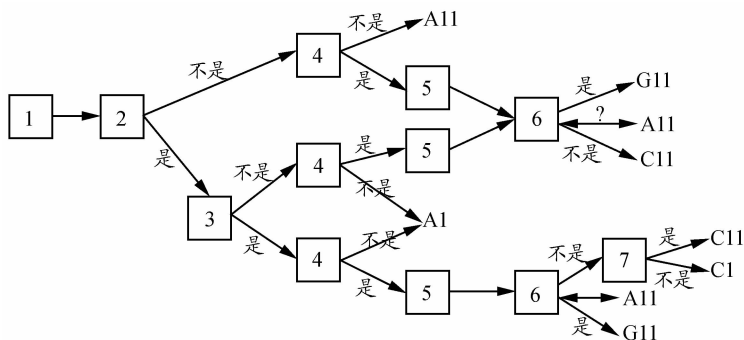 不是 A11
4
不是 是 5 是 G11
1 2 6 ? A11
是 不是 4 是 5 不是 C11
不是
3 A1
是 4 不是 不是 7 是 C11
不是 C1
是 5 6 A11
是 G11